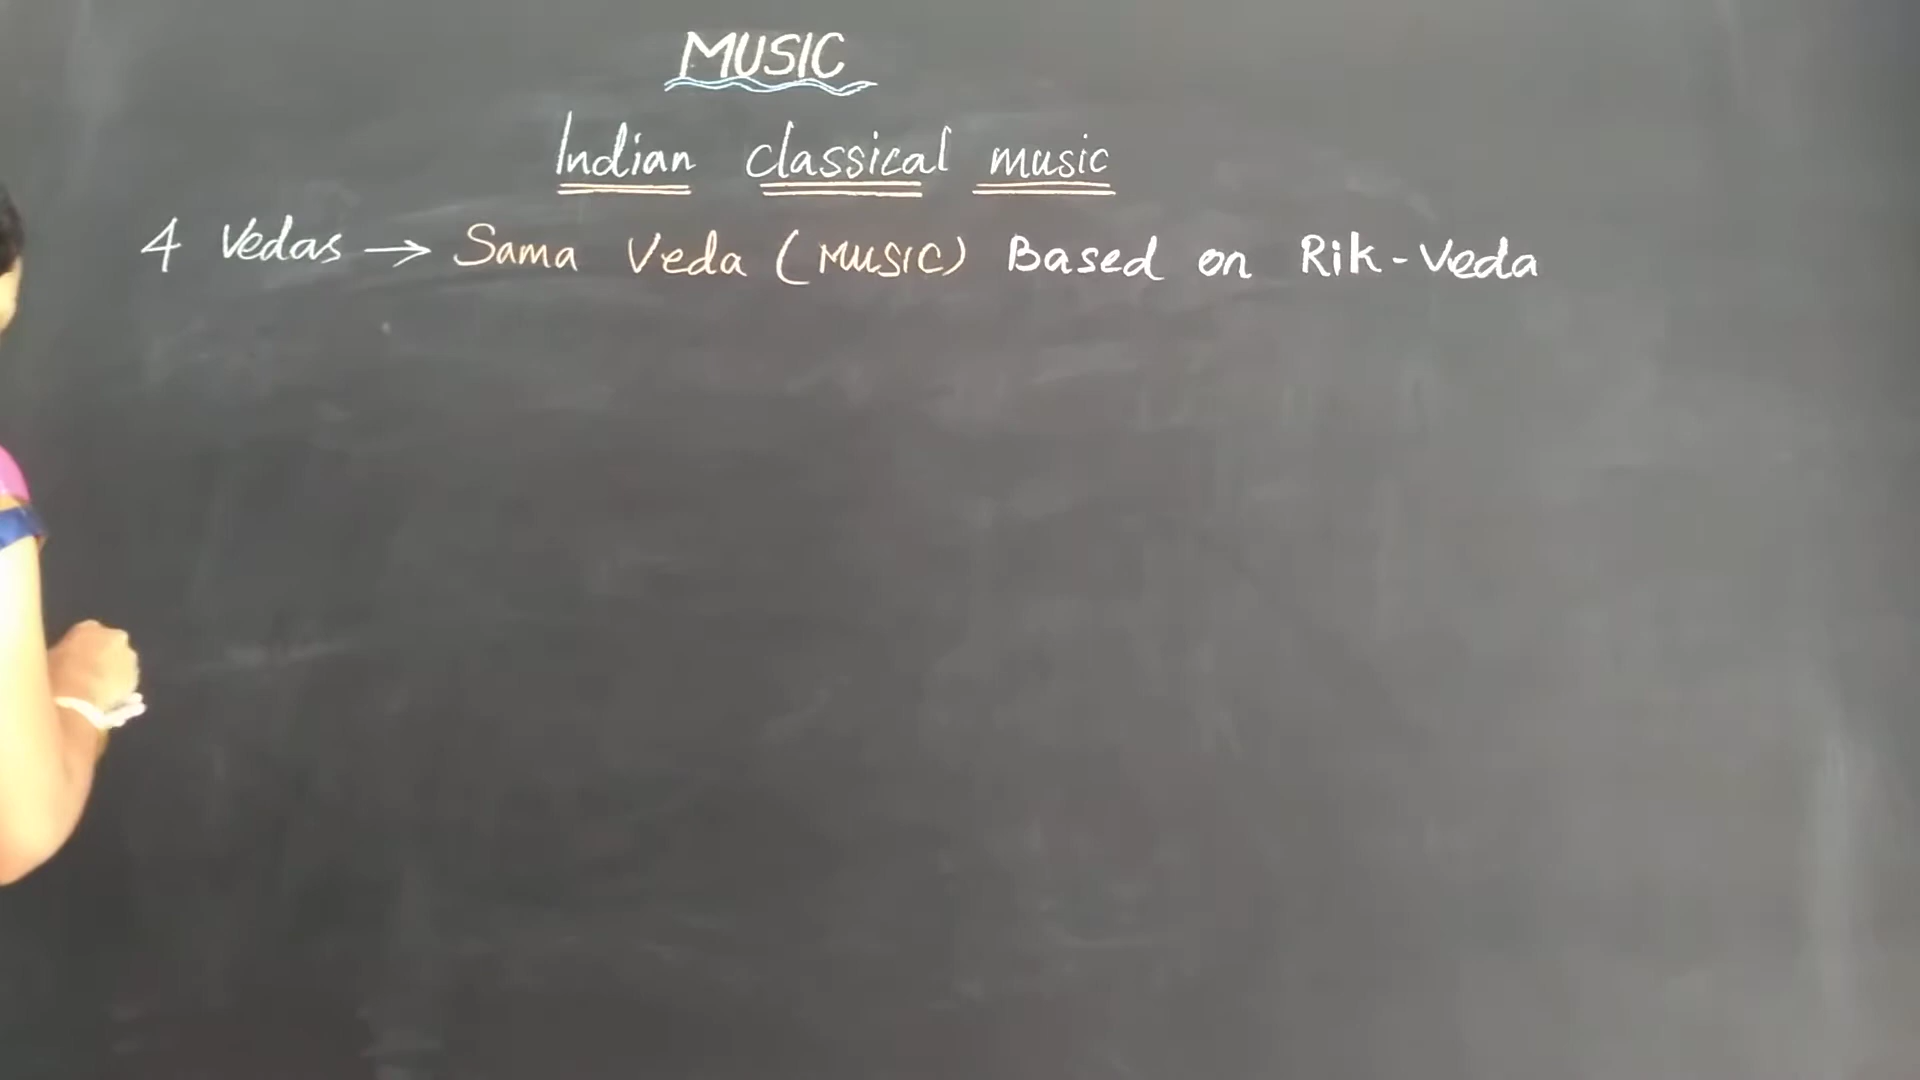 MUSIC
Indian classical music
4 Vedas → Sama Veda (MUSIC) Based on Rik-Veda